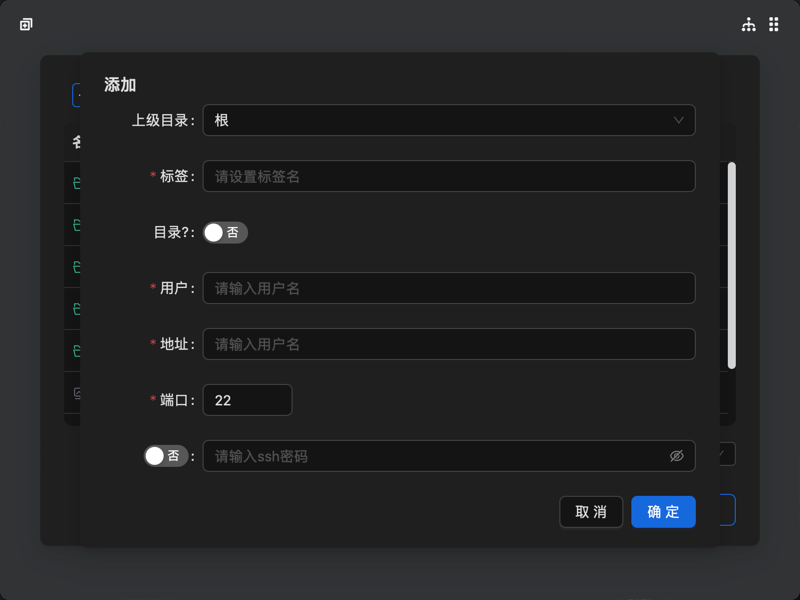 添加
上级目录:
根
* 标签:
请设置标签名
目录?:
否
* 用户:
请输入用户名
* 地址:
请输入用户名
* 端口:
22
否
:
请输入ssh密码
取 消
确 定